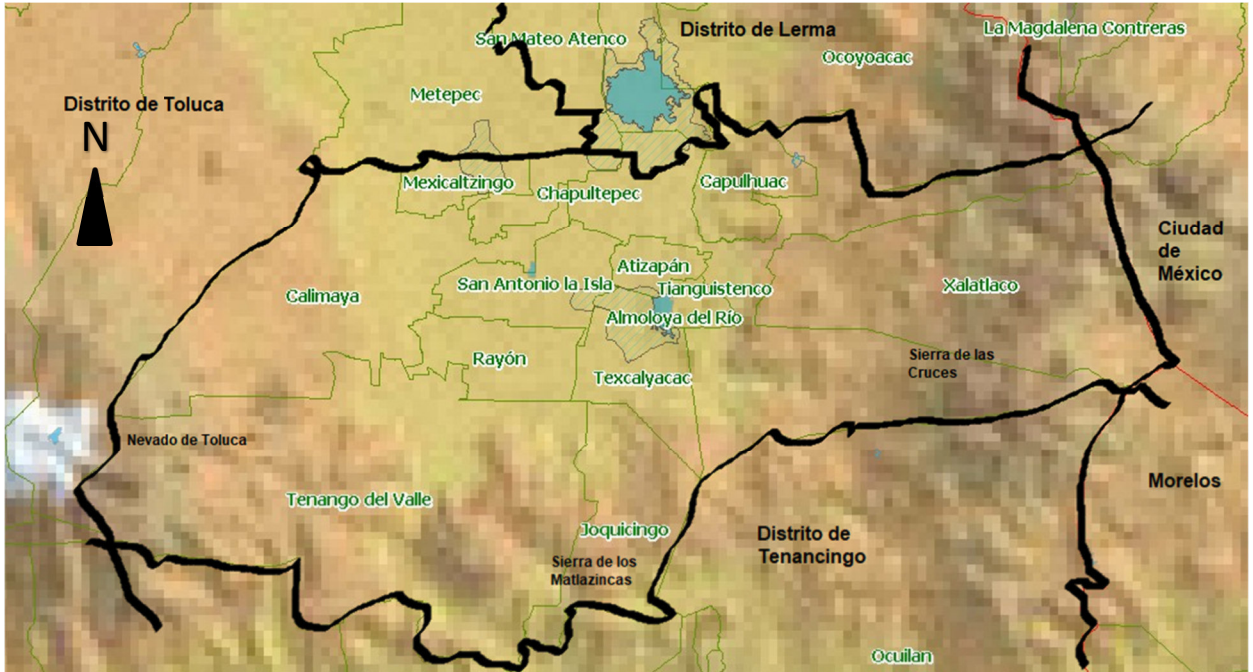 San Mateo Atenco
Distrito de Lerma
La Magdalena Contreras
Ocoyoacac
Metepec
Distrito de Toluca
N
Mexicaltzingo
Chapultepec
Capulhuac
Ciudad
de
México
Atizapán
San Antonio la Isla
Tianguistenco
Xalatlaco
Calimaya
Almoloya del Río
Rayón
Sierra de las
Cruces
Texcalyacac
Nevado de Toluca
Tenango del Valle
Morelos
Joquicingo
Distrito de
Tenancingo
Sierra de los
Matlazincas
Ocuilan